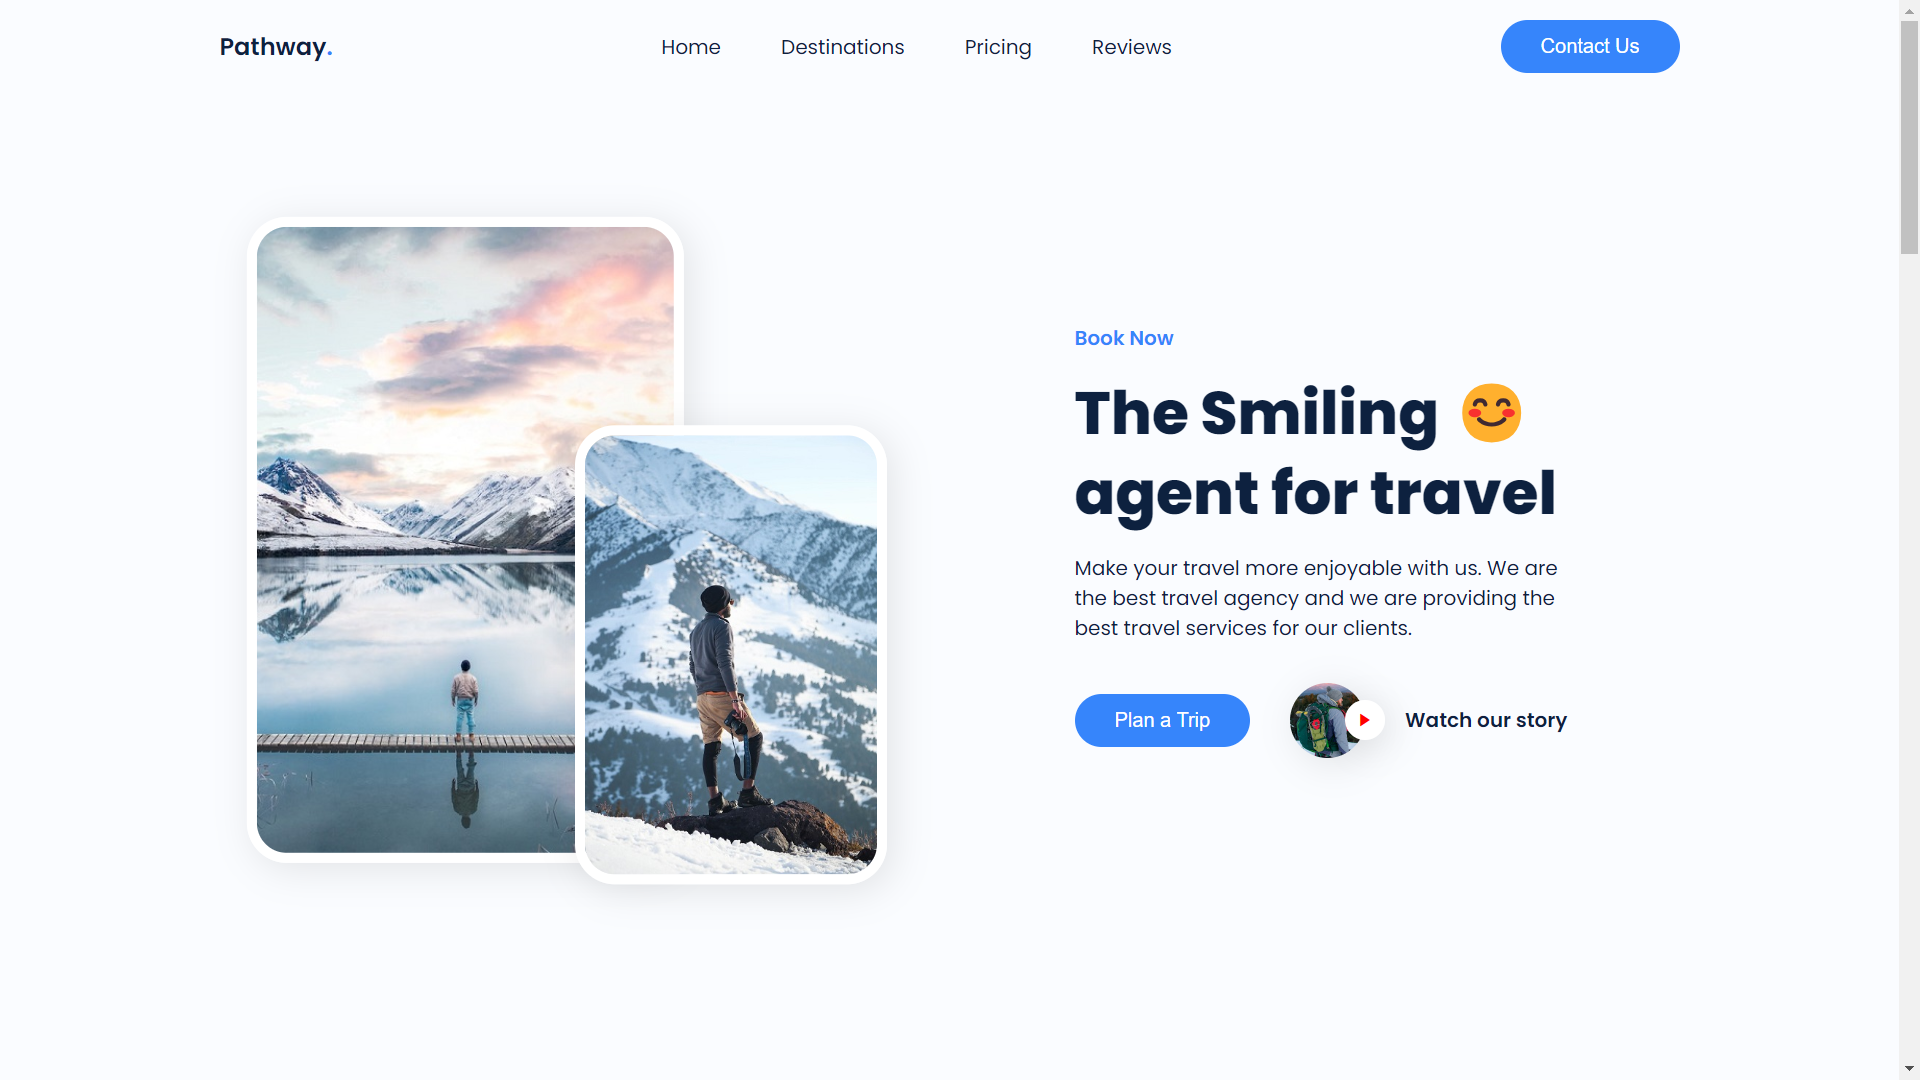 Pathway.
Home
Destinations
Pricing
Reviews
Contact Us
Book Now
The Smiling 😊
agent for travel
Make your travel more enjoyable with us. We are
the best travel agency and we are providing the
best travel services for our clients.
Plan a Trip
Watch our story